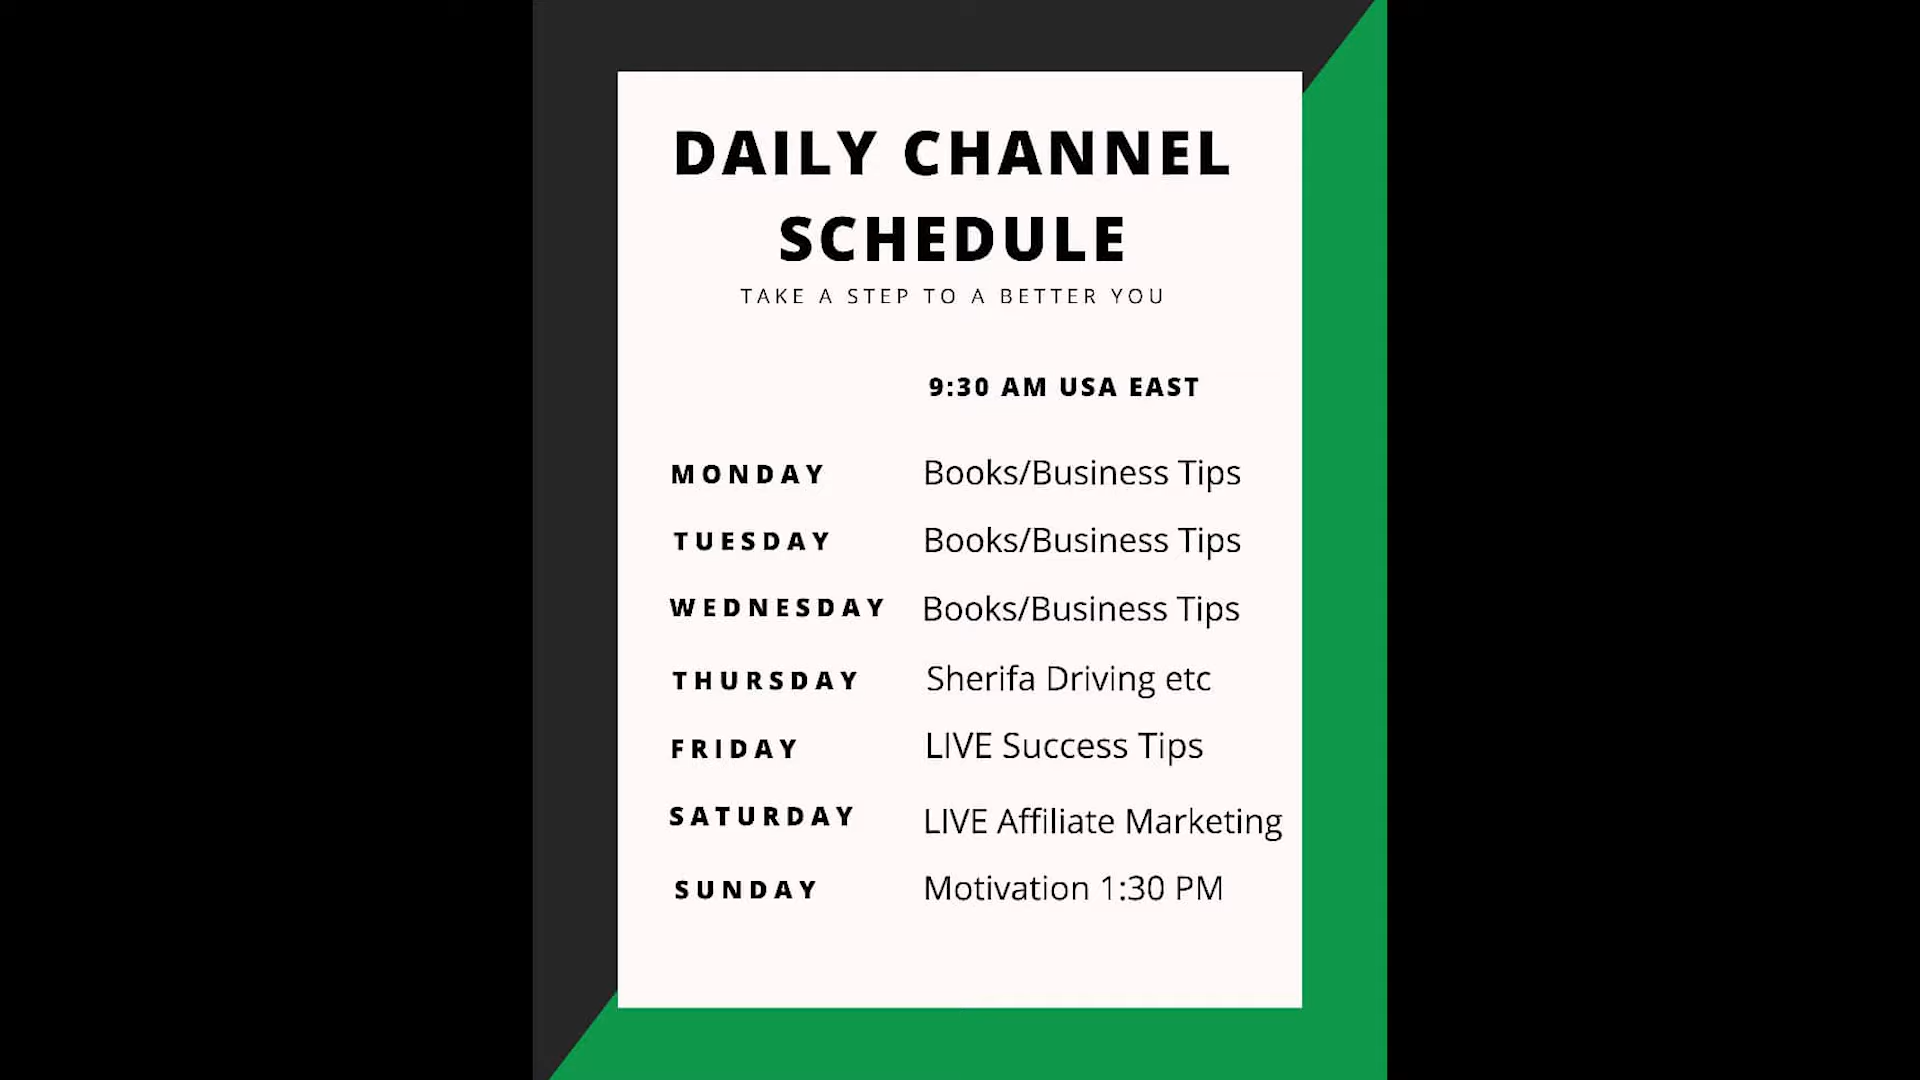 DAILY CHANNEL
SCHEDULE
TAKE A STEP TO A BETTER YOU
9:30 AM USA EAST
MONDAY Books/Business Tips
TUESDAY Books/Business Tips
WEDNESDAY Books/Business Tips
THURSDAY Sherifa Driving etc
FRIDAY LIVE Success Tips
SATURDAY LIVE Affiliate Marketing
SUNDAY Motivation 1:30 PM